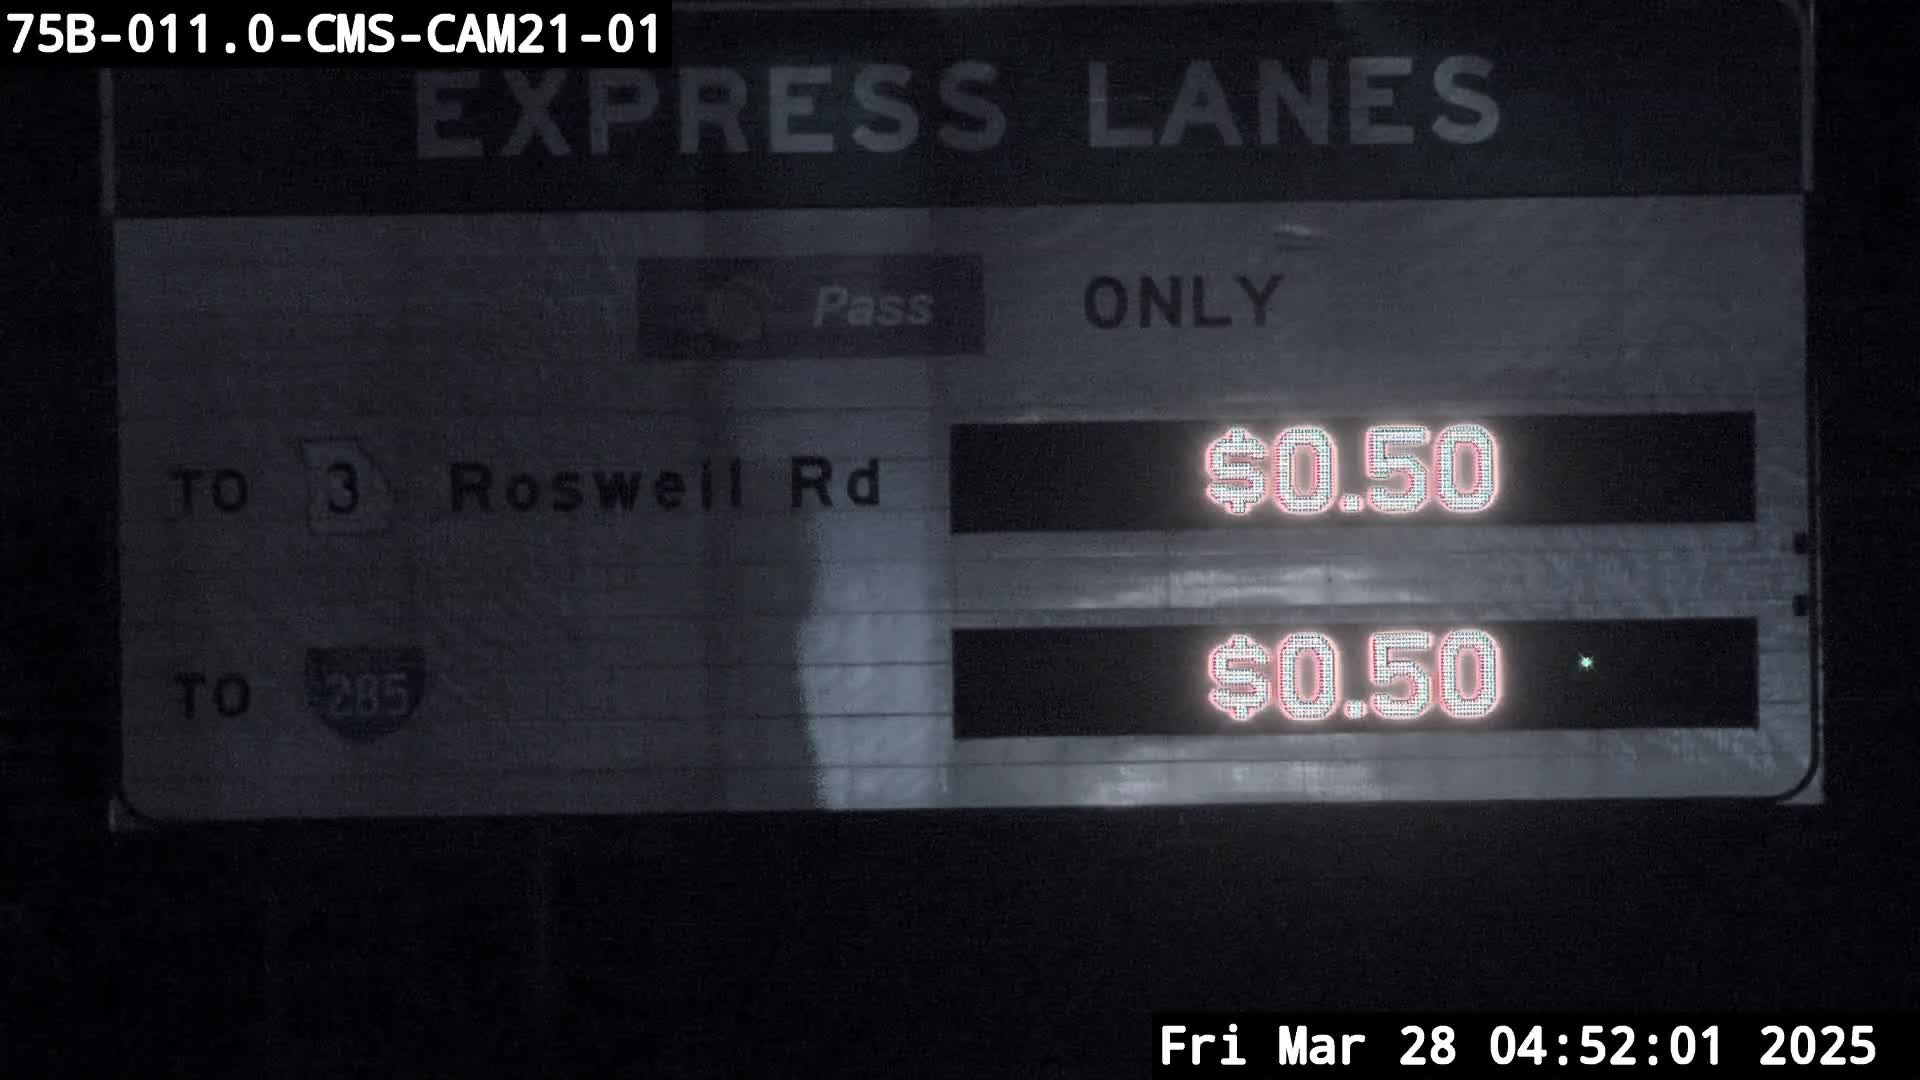 75B-011.0-CMS-CAM21-01
EXPRESS LANES
Pass ONLY
TO 3 Roswell Rd $0.50
TO 285 $0.50
Fri Mar 28 04:52:01 2025